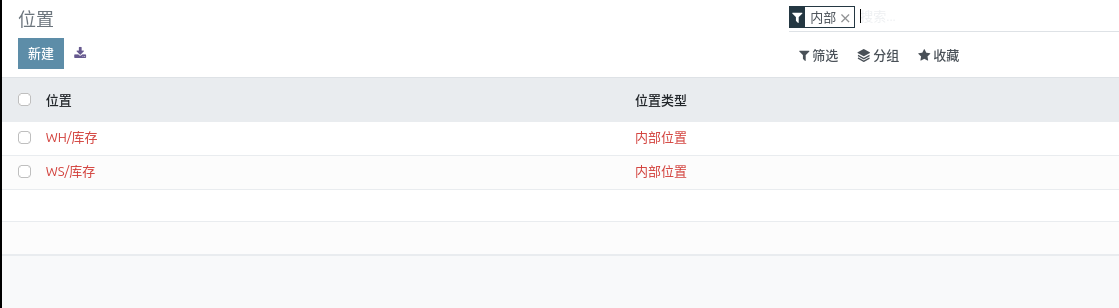 位置
内部 × 搜索...
新建
筛选 分组 收藏
位置 位置类型
WH/库存 内部位置
WS/库存 内部位置